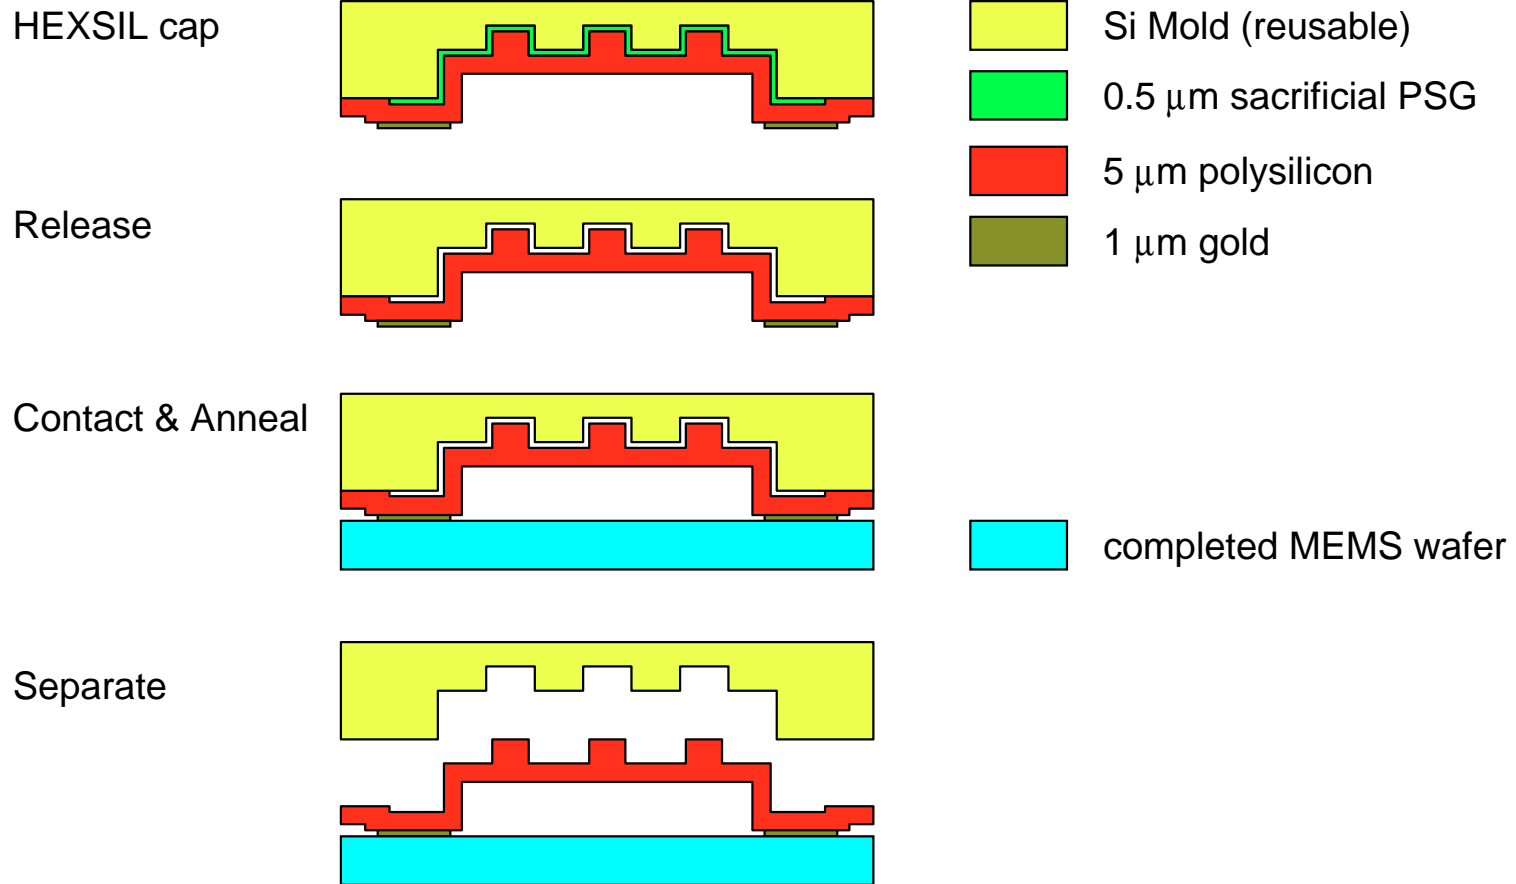 HEXSIL cap
Si Mold (reusable)
0.5 μm sacrificial PSG
5 μm polysilicon
Release
1 μm gold
Contact & Anneal
completed MEMS wafer
Separate